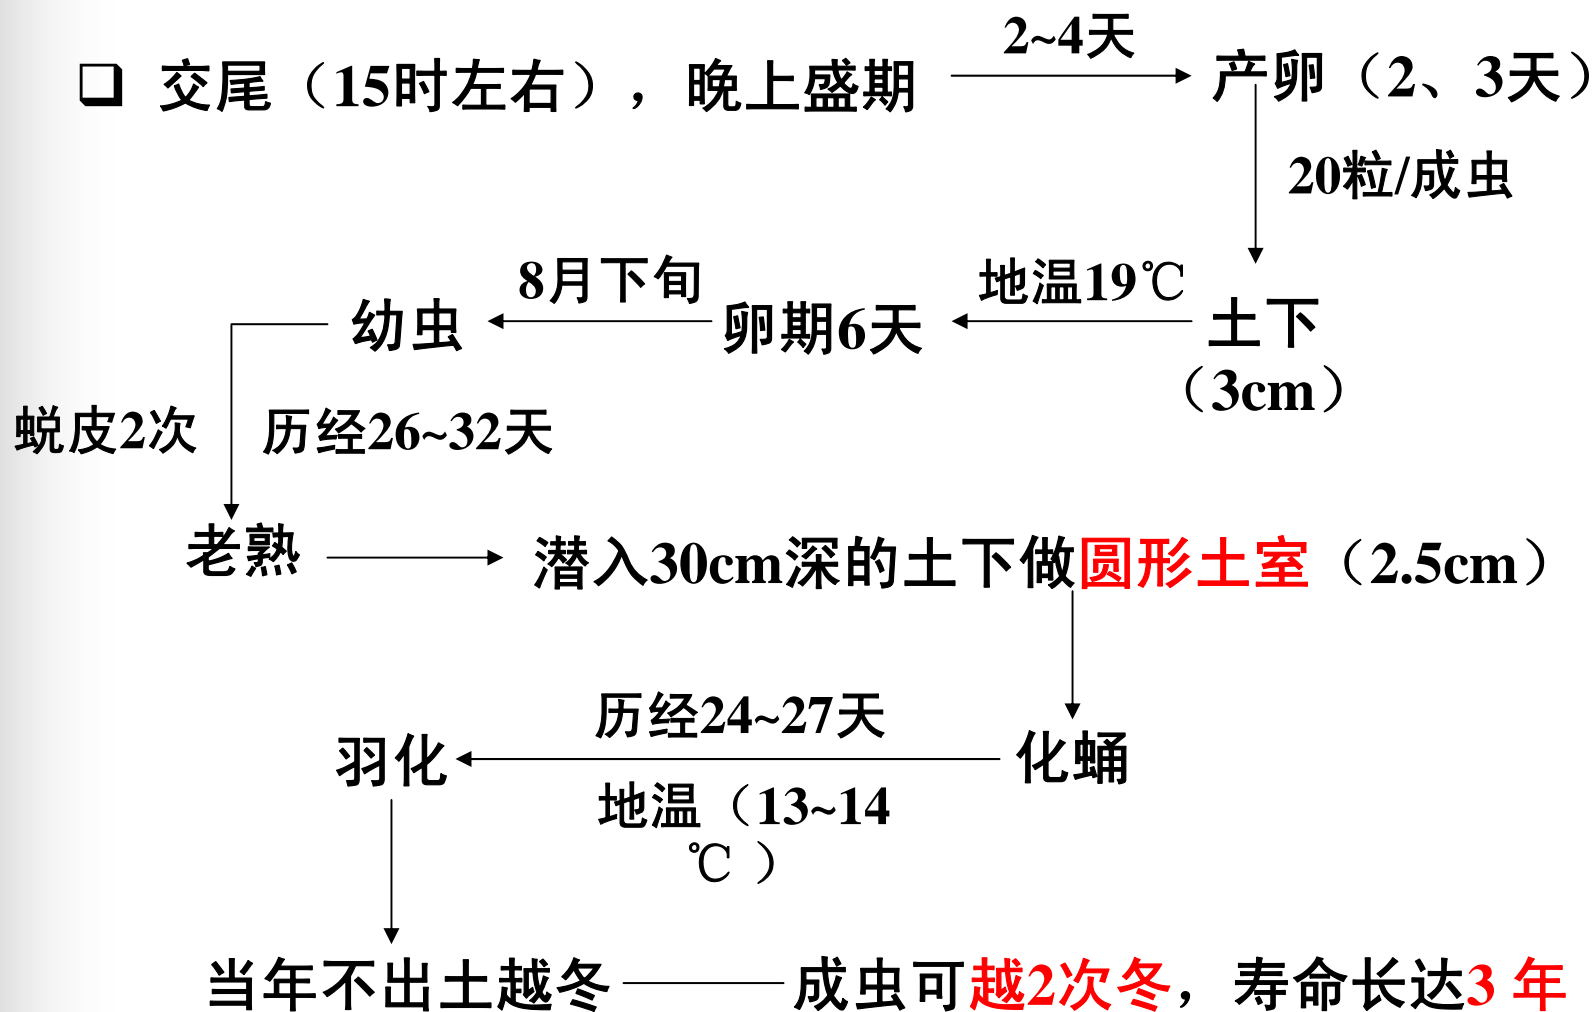 2~4天
❑ 交尾（15时左右），晚上盛期
产卵（2、3天）
20粒/成虫
地温19℃
8月下旬
幼虫
卵期6天
土下
（3cm）
蜕皮2次
历经26~32天
老熟
潜入30cm深的土下做圆形土室（2.5cm）
历经24~27天
羽化
化蛹
地温（13~14
℃ ）
当年不出土越冬
成虫可越2次冬，寿命长达3 年